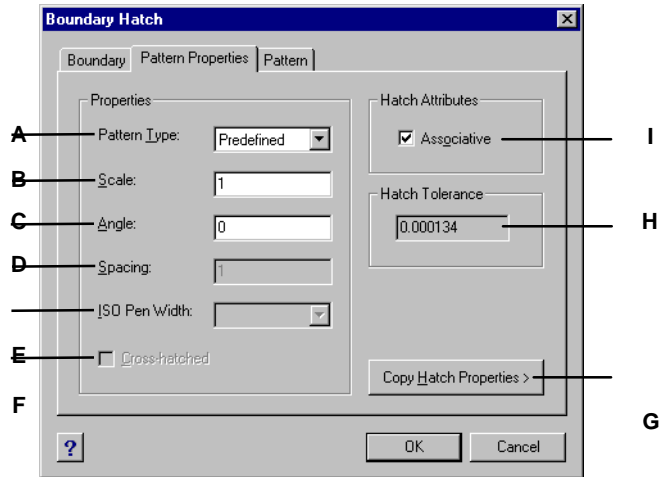 Boundary Hatch
Boundary Pattern Properties Pattern
Properties
Hatch Attributes
A Pattern Type: Predefined
Associative I
B Scale: 1
Hatch Tolerance
C Angle: 0
0.000134 H
D Spacing: 1
ISO Pen Width:
E Cross-hatched
Copy Hatch Properties >
F
G
? OK Cancel